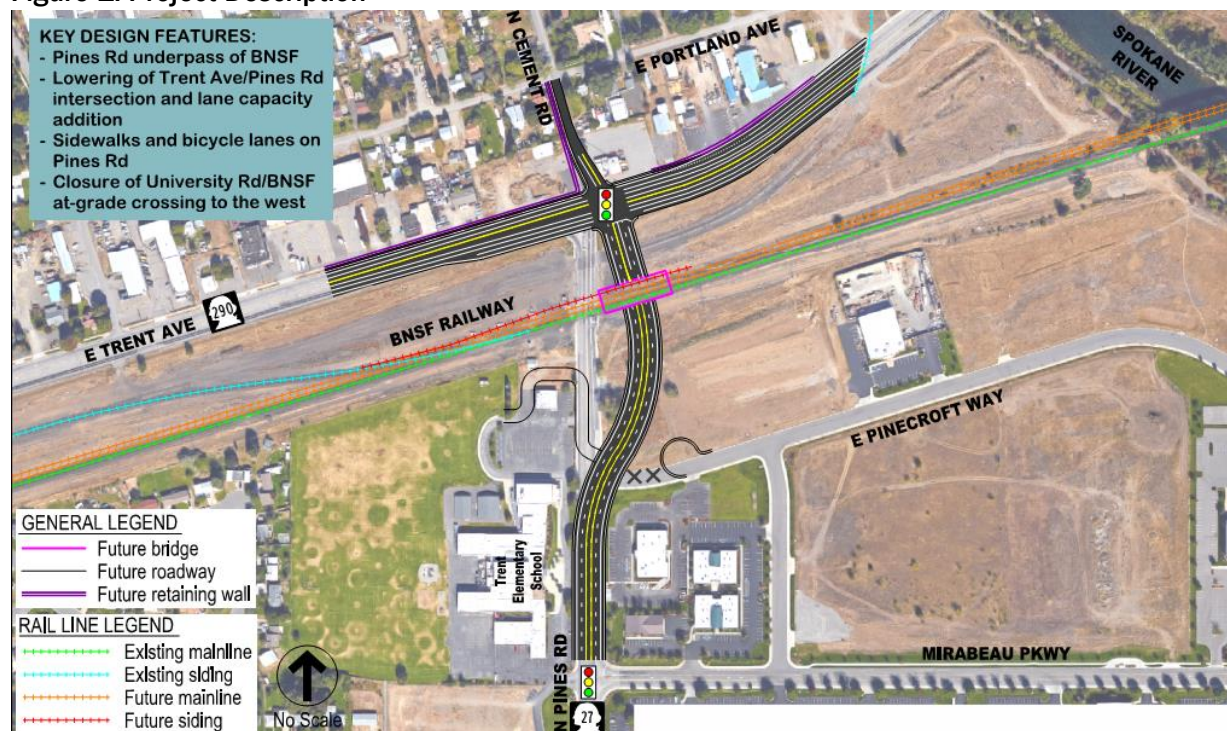 Figure 2. Project Description
KEY DESIGN FEATURES:
- Pines Rd underpass of BNSF
- Lowering of Trent Ave/Pines Rd
intersection and lane capacity
addition
- Sidewalks and bicycle lanes on
Pines Rd
- Closure of University Rd/BNSF
at-grade crossing to the west
N CEMENT RD
E PORTLAND AVE
SPOKANE
RIVER
E TRENT AVE
290
BNSF RAILWAY
E PINECROFT WAY
Trent
Elementary
School
N PINES RD
27
MIRABEAU PKWY
GENERAL LEGEND
Future bridge
Future roadway
Future retaining wall
RAIL LINE LEGEND
Existing mainline
Existing siding
Future mainline
Future siding
No Scale